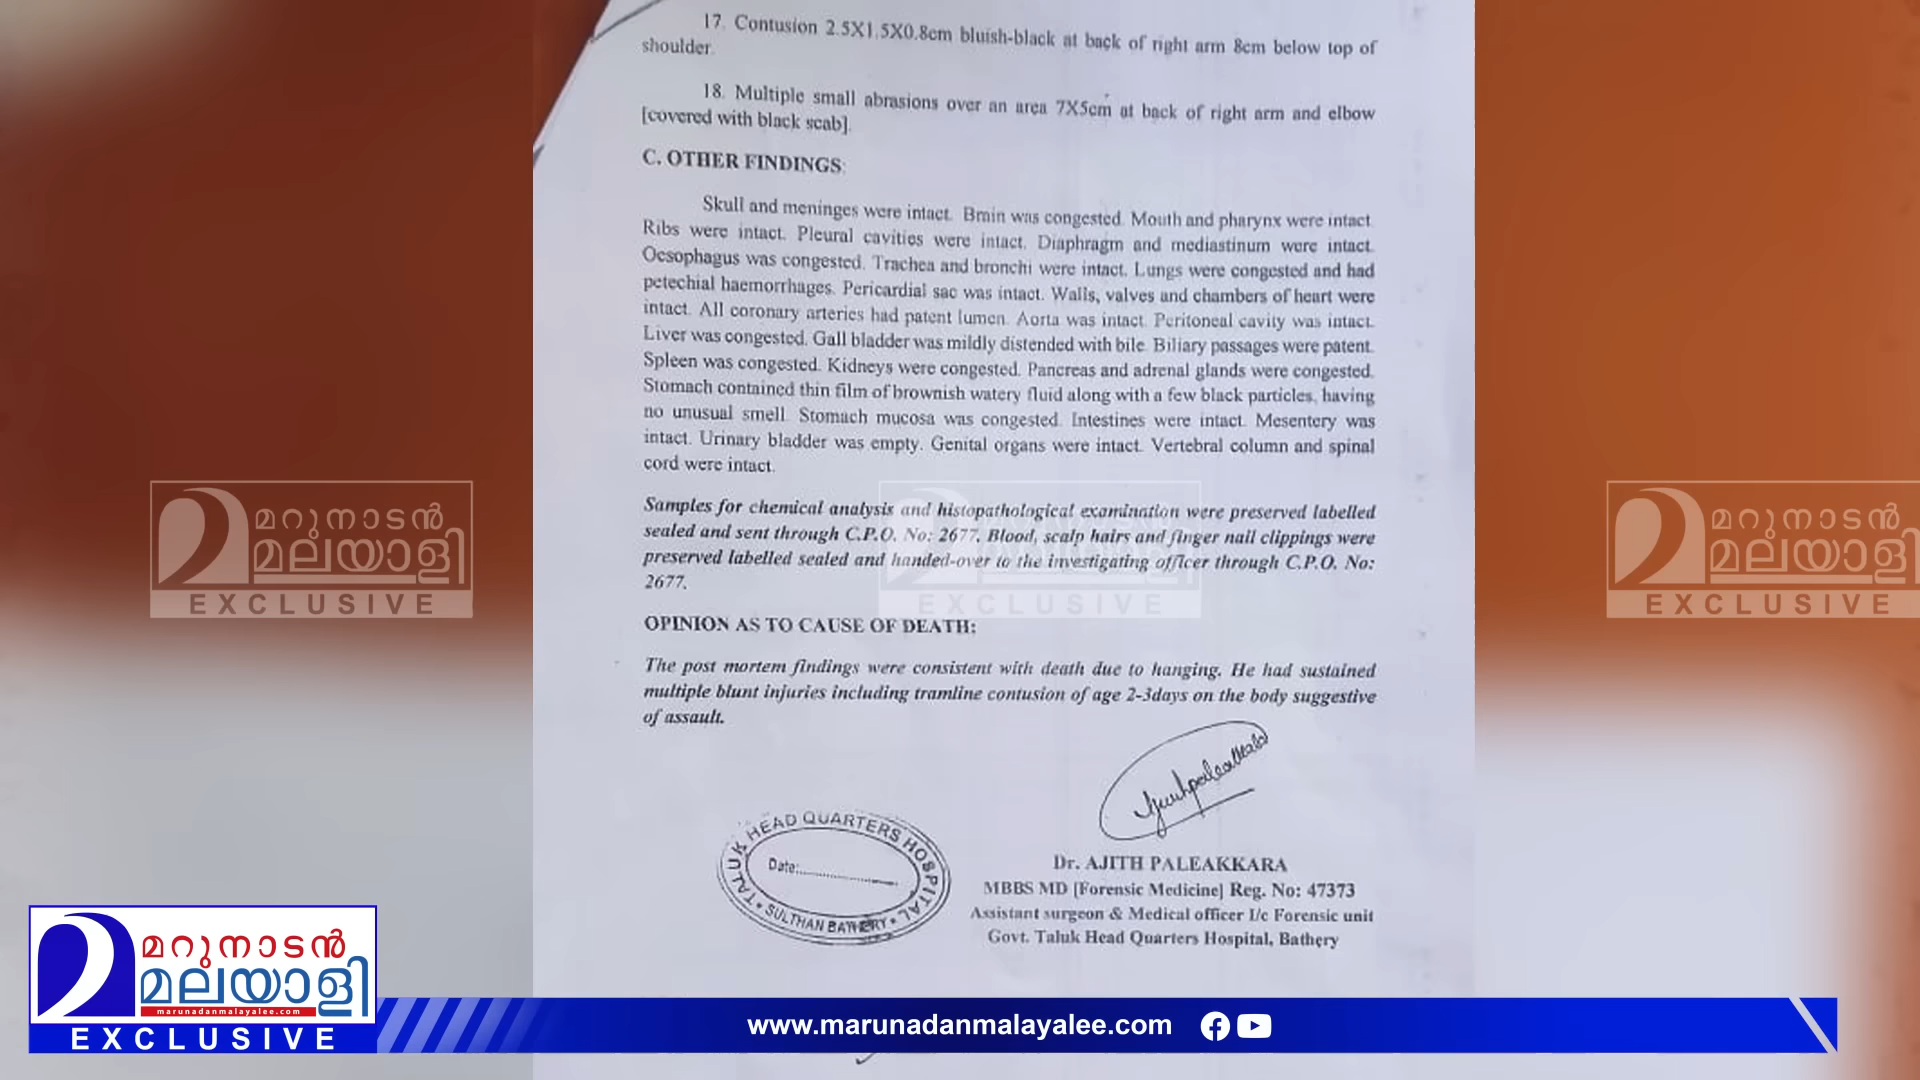 17. Contusion 2.5X1.5X0.8cm bluish-black at back of right arm 8cm below top of
shoulder.
18. Multiple small abrasions over an area 7X5cm at back of right arm and elbow
[covered with black scab].
C. OTHER FINDINGS:
Skull and meninges were intact. Brain was congested. Mouth and pharynx were intact.
Ribs were intact. Pleural cavities were intact. Diaphragm and mediastinum were intact.
Oesophagus was congested. Trachea and bronchi were intact. Lungs were congested and had
petechial haemorrhages. Pericardial sac was intact. Walls, valves and chambers of heart were
intact. All coronary arteries had patent lumen. Aorta was intact. Peritoneal cavity was intact.
Liver was congested. Gall bladder was mildly distended with bile. Biliary passages were patent.
Spleen was congested. Kidneys were congested. Pancreas and adrenal glands were congested.
Stomach contained thin film of brownish watery fluid along with a few black particles, having
no unusual smell. Stomach mucosa was congested. Intestines were intact. Mesentery was
intact. Urinary bladder was empty. Genital organs were intact. Vertebral column and spinal
cord were intact.
Samples for chemical analysis and histopathological examination were preserved labelled
sealed and sent through C.P.O. No: 2677. Blood, scalp hairs and finger nail clippings were
preserved labelled sealed and handed-over to the investigating officer through C.P.O. No:
2677.
OPINION AS TO CAUSE OF DEATH:
The post mortem findings were consistent with death due to hanging. He had sustained
multiple blunt injuries including tramline contusion of age 2-3days on the body suggestive
of assault.
TALUK HEAD QUARTERS HOSPITAL
Date:
SULTHAN BATHERY
Dr. AJITH PALEAKKARA
MBBS MD [Forensic Medicine] Reg. No: 47373
Assistant surgeon & Medical officer I/c Forensic unit
Govt. Taluk Head Quarters Hospital, Bathery
മറുനാടൻ
മലയാളി
EXCLUSIVE
മറുനാടൻ
മലയാളി
EXCLUSIVE
EXCLUSIVE
മറുനാടൻ
മലയാളി
marunadanmalayalee.com
EXCLUSIVE
www.marunadanmalayalee.com